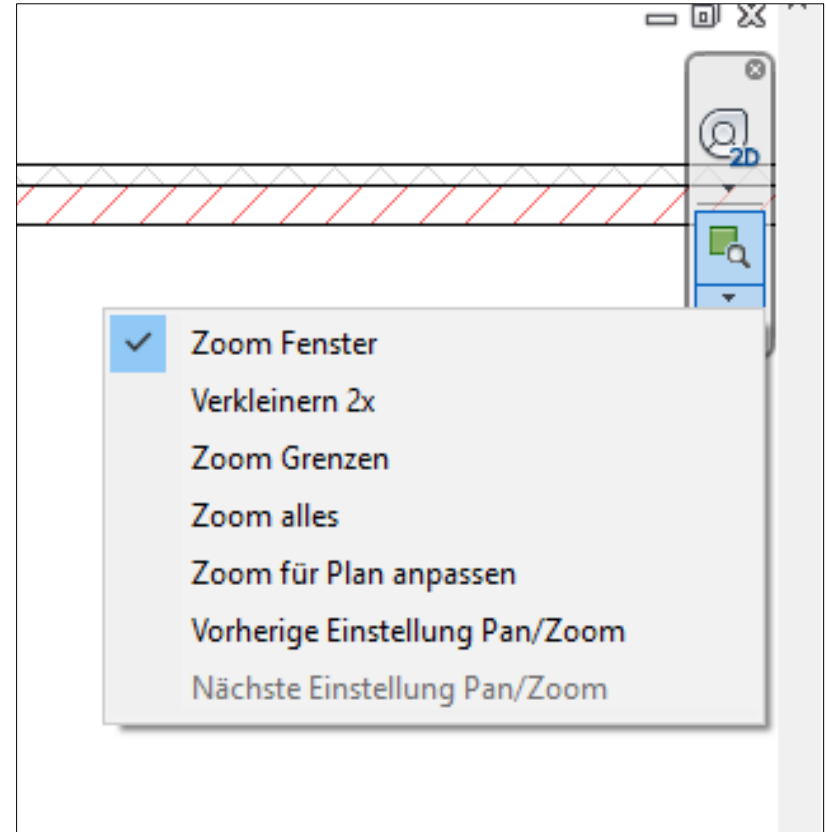 2D
Zoom Fenster
Verkleinern 2x
Zoom Grenzen
Zoom alles
Zoom für Plan anpassen
Vorherige Einstellung Pan/Zoom
Nächste Einstellung Pan/Zoom